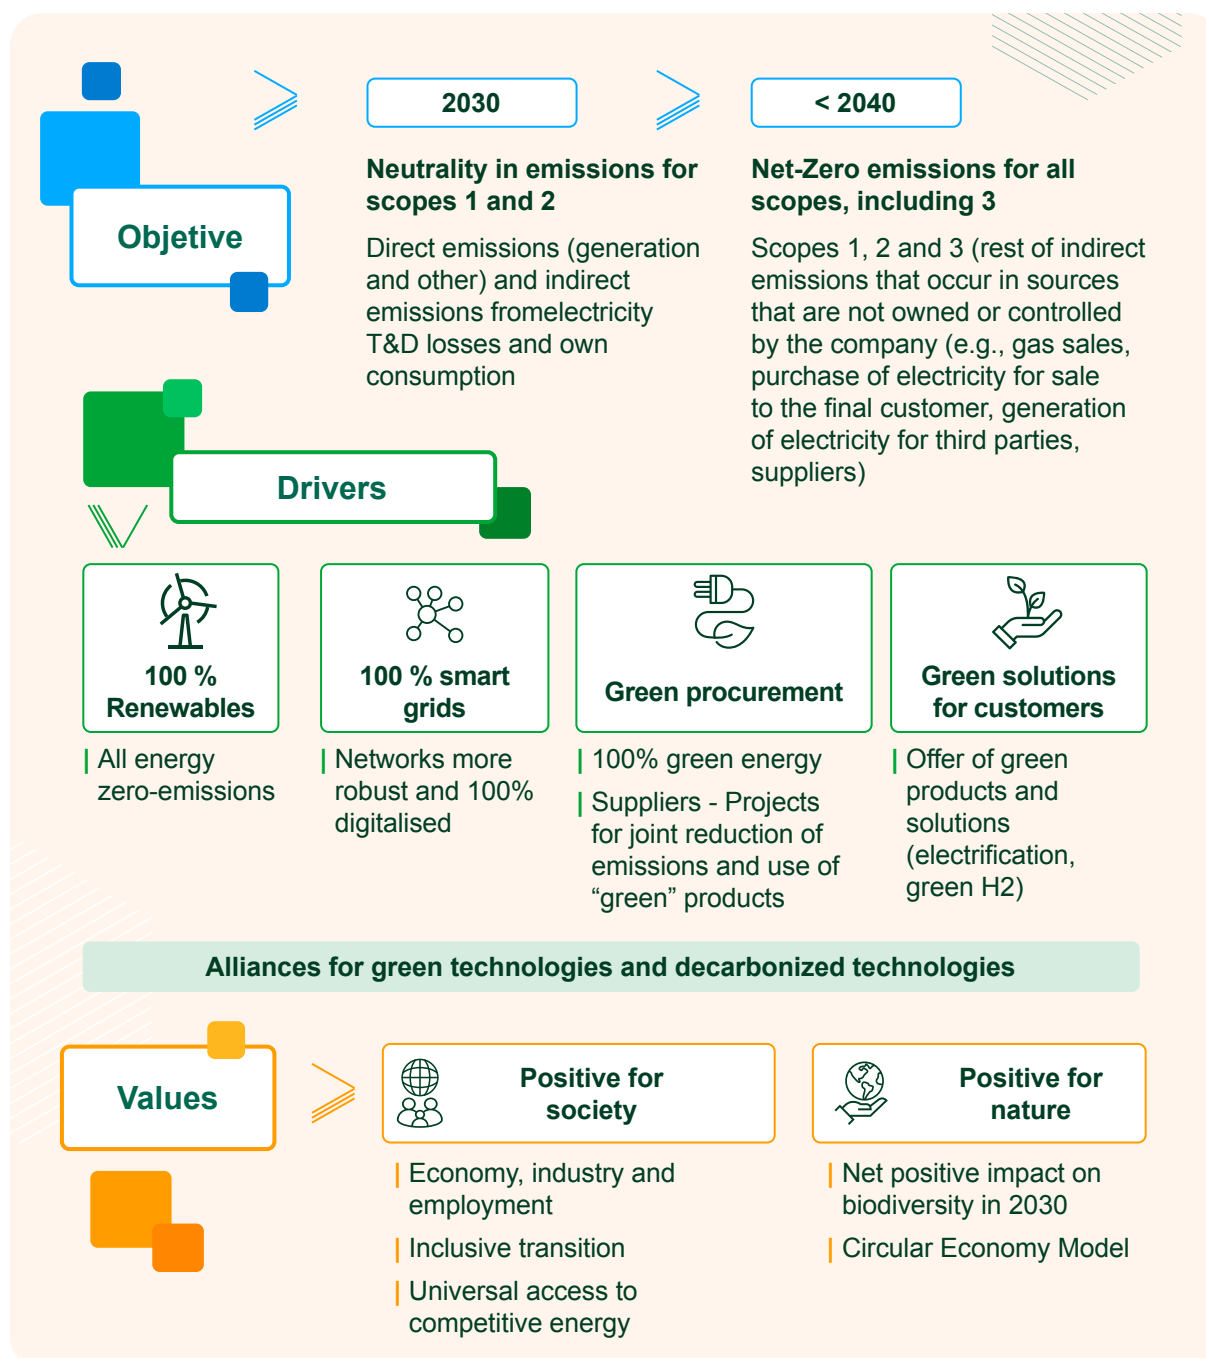 Objetive
2030
Neutrality in emissions for
scopes 1 and 2
Direct emissions (generation
and other) and indirect
emissions fromelectricity
T&D losses and own
consumption
< 2040
Net-Zero emissions for all
scopes, including 3
Scopes 1, 2 and 3 (rest of indirect
emissions that occur in sources
that are not owned or controlled
by the company (e.g., gas sales,
purchase of electricity for sale
to the final customer, generation
of electricity for third parties,
suppliers)
Drivers
100 %
Renewables
| All energy
zero-emissions
100 % smart
grids
| Networks more
robust and 100%
digitalised
Green procurement
| 100% green energy
| Suppliers - Projects
for joint reduction of
emissions and use of
“green” products
Green solutions
for customers
| Offer of green
products and
solutions
(electrification,
green H2)
Alliances for green technologies and decarbonized technologies
Values
Positive for
society
| Economy, industry and
employment
| Inclusive transition
| Universal access to
competitive energy
Positive for
nature
| Net positive impact on
biodiversity in 2030
| Circular Economy Model